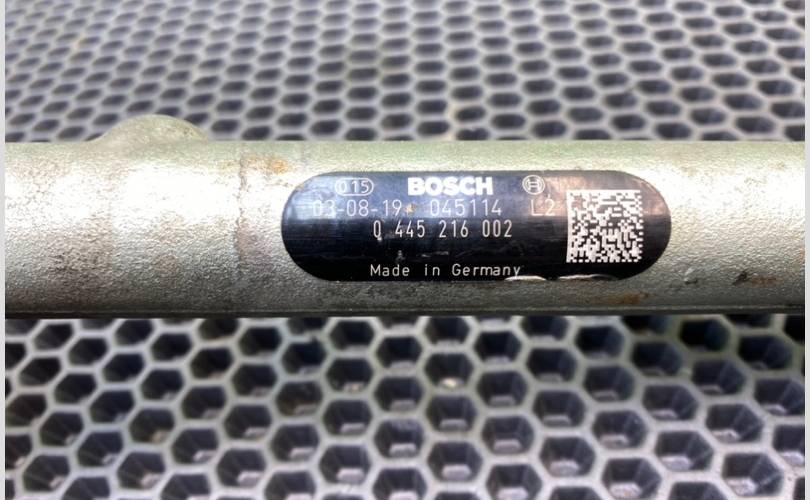 015 BOSCH
03-08-19 045114 L2
0 445 216 002
Made in Germany